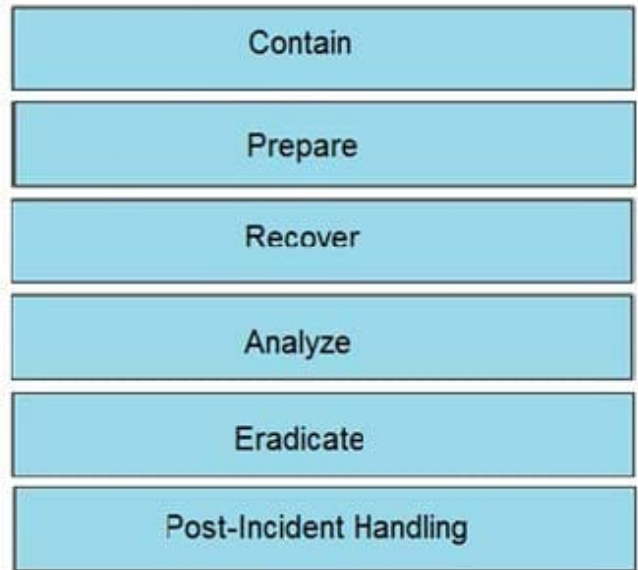 Contain
Prepare
Recover
Analyze
Eradicate
Post-Incident Handling